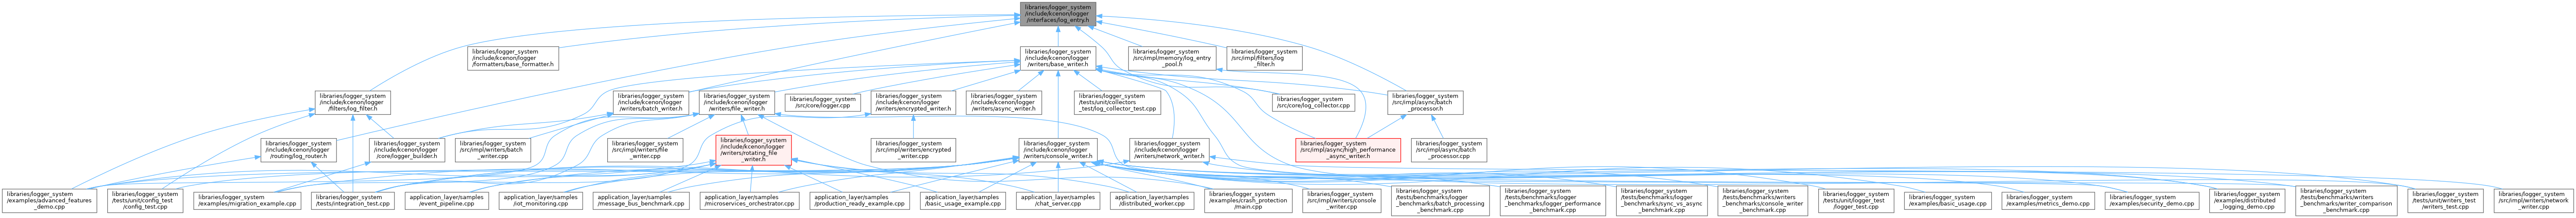 libraries/logger_system
/include/kcenon/logger
/interfaces/log_entry.h
libraries/logger_system
/include/kcenon/logger
/formatters/base_formatter.h
libraries/logger_system
/include/kcenon/logger
/writers/base_writer.h
libraries/logger_system
/src/impl/memory/log_entry
_pool.h
libraries/logger_system
/src/impl/filters/log
_filter.h
libraries/logger_system
/include/kcenon/logger
/filters/log_filter.h
libraries/logger_system
/include/kcenon/logger
/writers/batch_writer.h
libraries/logger_system
/include/kcenon/logger
/writers/file_writer.h
libraries/logger_system
/src/core/logger.cpp
libraries/logger_system
/include/kcenon/logger
/writers/encrypted_writer.h
libraries/logger_system
/include/kcenon/logger
/writers/async_writer.h
libraries/logger_system
/tests/unit/collectors
_test/log_collector_test.cpp
libraries/logger_system
/src/core/log_collector.cpp
libraries/logger_system
/src/impl/async/batch
_processor.h
libraries/logger_system
/include/kcenon/logger
/routing/log_router.h
libraries/logger_system
/include/kcenon/logger
/core/logger_builder.h
libraries/logger_system
/src/impl/writers/batch
_writer.cpp
libraries/logger_system
/src/impl/writers/file
_writer.cpp
libraries/logger_system
/include/kcenon/logger
/writers/rotating_file
_writer.h
libraries/logger_system
/src/impl/writers/encrypted
_writer.cpp
libraries/logger_system
/include/kcenon/logger
/writers/console_writer.h
libraries/logger_system
/include/kcenon/logger
/writers/network_writer.h
libraries/logger_system
/src/impl/async/high_performance
_async_writer.h
libraries/logger_system
/src/impl/async/batch
_processor.cpp
libraries/logger_system
/examples/advanced_features
_demo.cpp
libraries/logger_system
/tests/unit/config_test
/config_test.cpp
libraries/logger_system
/examples/migration_example.cpp
libraries/logger_system
/tests/integration_test.cpp
application_layer/samples
/event_pipeline.cpp
application_layer/samples
/iot_monitoring.cpp
application_layer/samples
/message_bus_benchmark.cpp
application_layer/samples
/microservices_orchestrator.cpp
application_layer/samples
/production_ready_example.cpp
application_layer/samples
/basic_usage_example.cpp
application_layer/samples
/chat_server.cpp
application_layer/samples
/distributed_worker.cpp
libraries/logger_system
/examples/crash_protection
/main.cpp
libraries/logger_system
/src/impl/writers/console
_writer.cpp
libraries/logger_system
/tests/benchmarks/logger
_benchmarks/batch_processing
_benchmark.cpp
libraries/logger_system
/tests/benchmarks/logger
_benchmarks/logger_performance
_benchmark.cpp
libraries/logger_system
/tests/benchmarks/logger
_benchmarks/sync_vs_async
_benchmark.cpp
libraries/logger_system
/tests/benchmarks/writers
_benchmarks/console_writer
_benchmark.cpp
libraries/logger_system
/tests/unit/logger_test
/logger_test.cpp
libraries/logger_system
/examples/basic_usage.cpp
libraries/logger_system
/examples/metrics_demo.cpp
libraries/logger_system
/examples/security_demo.cpp
libraries/logger_system
/examples/distributed
_logging_demo.cpp
libraries/logger_system
/tests/benchmarks/writers
_benchmarks/writer_comparison
_benchmark.cpp
libraries/logger_system
/tests/unit/writers_test
/writers_test.cpp
libraries/logger_system
/src/impl/writers/network
_writer.cpp